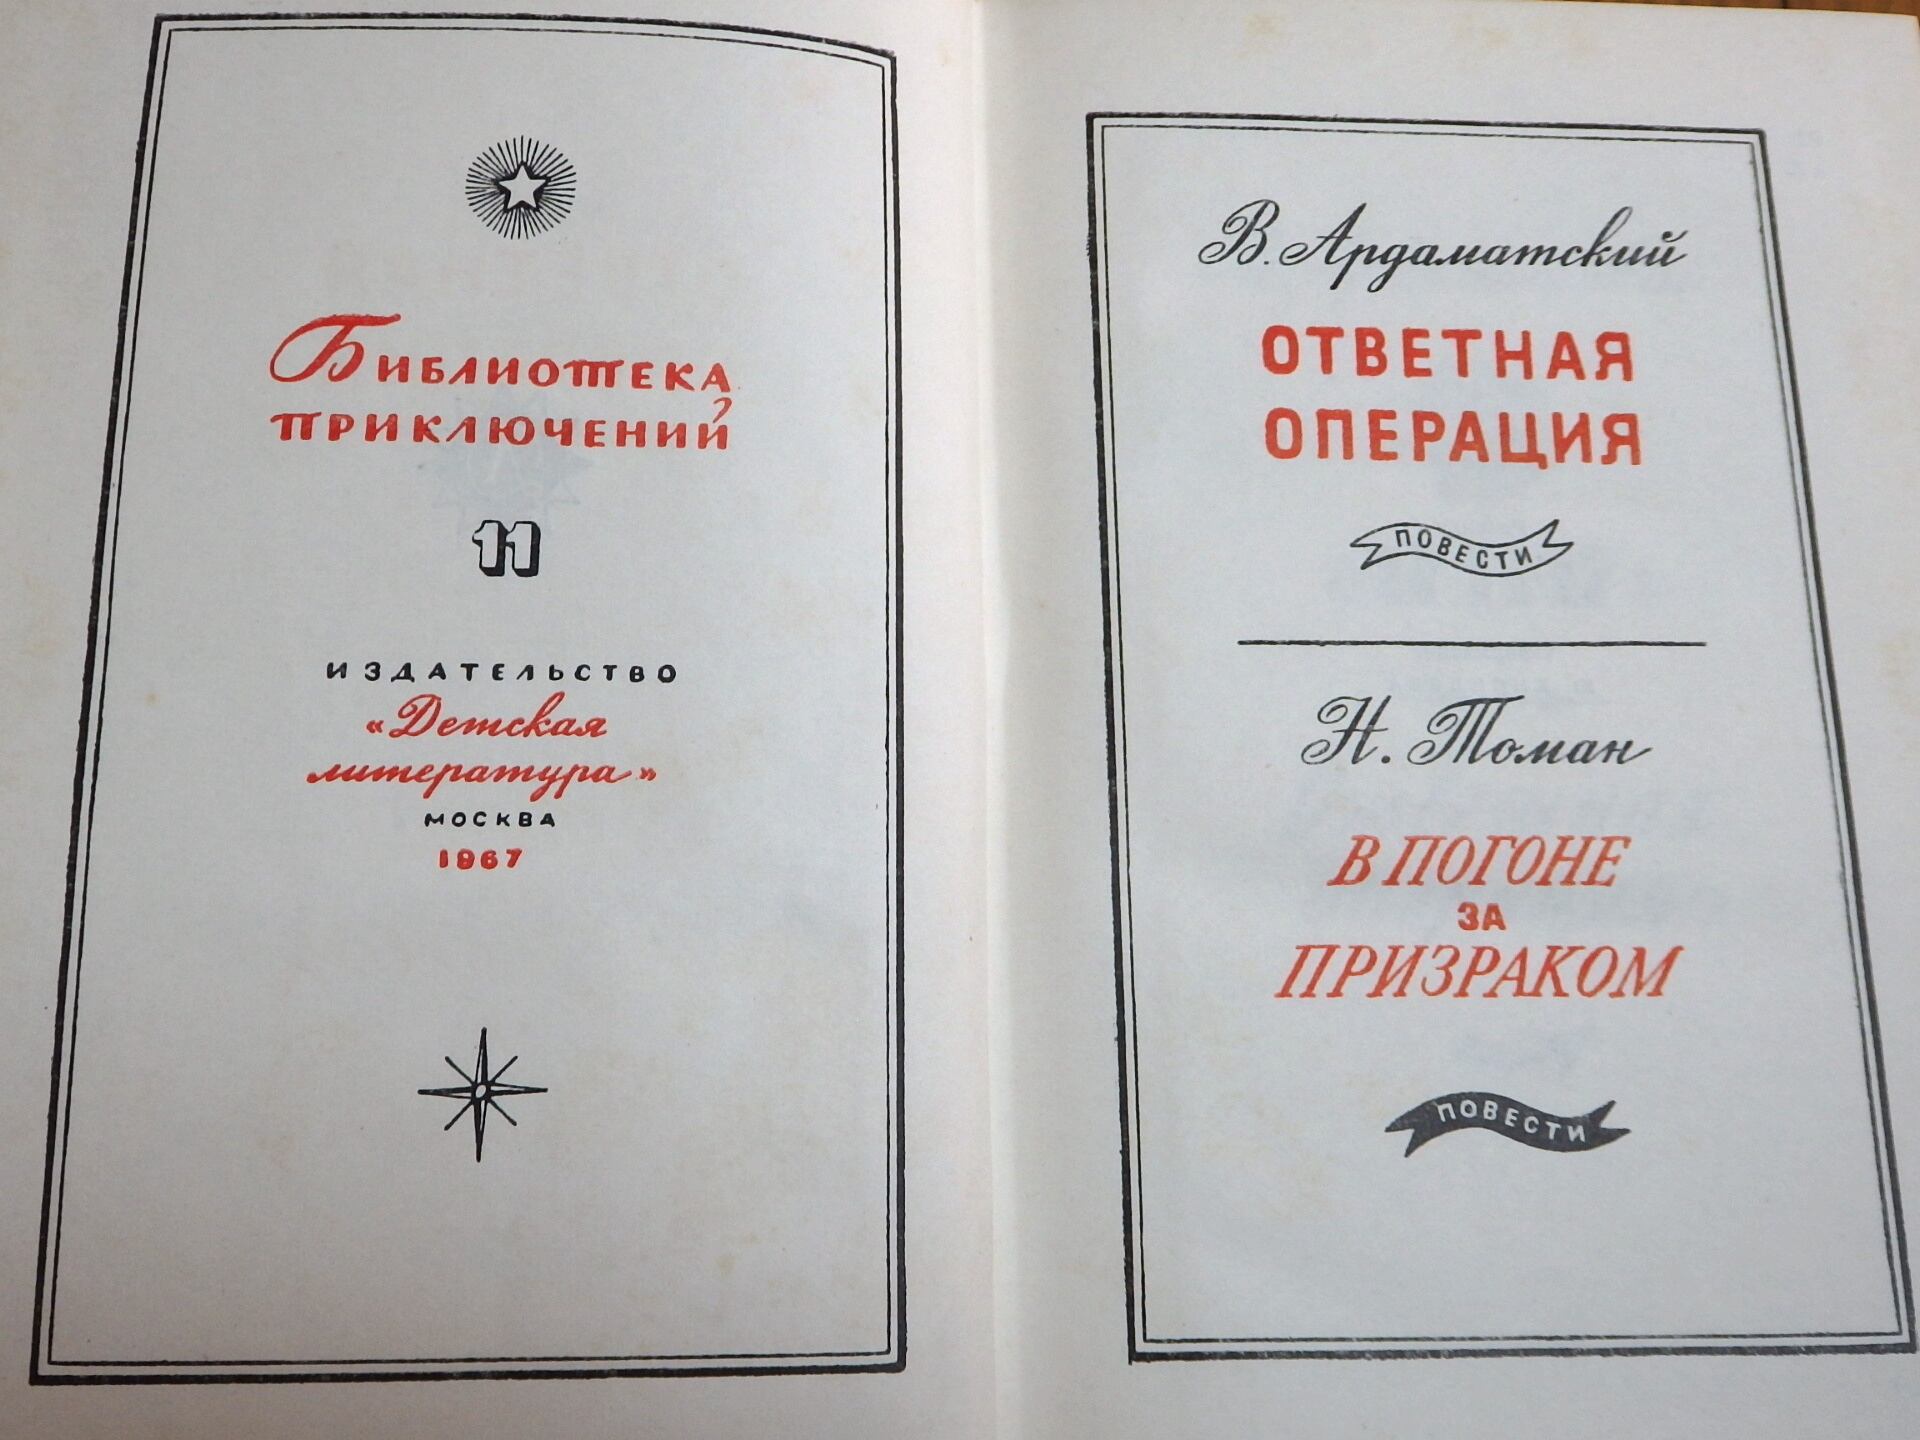 Библиотека
приключений
11
ИЗДАТЕЛЬСТВО
«Детская
литература»
МОСКВА
1967
В. Ардаматский
ОТВЕТНАЯ
ОПЕРАЦИЯ
ПОВЕСТИ
Н. Томан
В ПОГОНЕ
ЗА
ПРИЗРАКОМ
ПОВЕСТИ